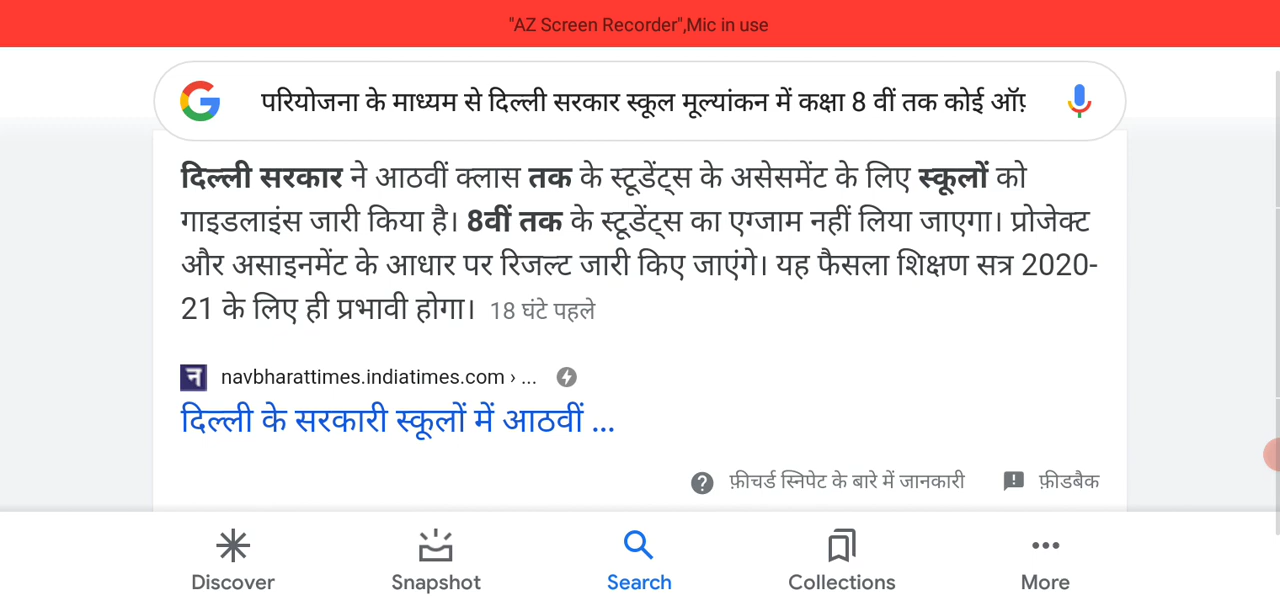 "AZ Screen Recorder",Mic in use
परियोजना के माध्यम से दिल्ली सरकार स्कूल मूल्यांकन में कक्षा 8 वीं तक कोई
दिल्ली सरकार ने आठवीं क्लास तक के स्टूडेंट्स के असेसमेंट के लिए स्कूलों को
गाइडलाइंस जारी किया है। 8वीं तक के स्टूडेंट्स का एग्जाम नहीं लिया जाएगा। प्रोजेक्ट
और असाइनमेंट के आधार पर रिजल्ट जारी किए जाएंगे। यह फैसला शिक्षण सत्र 2020-
21 के लिए ही प्रभावी होगा। 18 घंटे पहले
न navbharattimes.indiatimes.com › ...
दिल्ली के सरकारी स्कूलों में आठवीं ...
फ़ीचर्ड स्निपेट के बारे में जानकारी फ़ीडबैक
Discover Snapshot Search Collections More